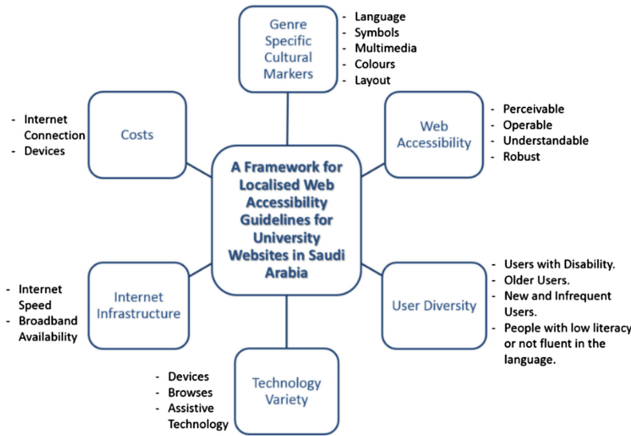 Genre
Specific
Cultural
Markers
- Language
- Symbols
- Multimedia
- Colours
- Layout
- Internet
Connection
- Devices
Costs
Web
Accessibility
- Perceivable
- Operable
- Understandable
- Robust
A Framework for
Localised Web
Accessibility
Guidelines for
University
Websites in Saudi
Arabia
- Internet
Speed
- Broadband
Availability
Internet
Infrastructure
User Diversity
- Users with Disability.
- Older Users.
- New and Infrequent
Users.
- People with low literacy
or not fluent in the
language.
- Devices
- Browses
- Assistive
Technology
Technology
Variety